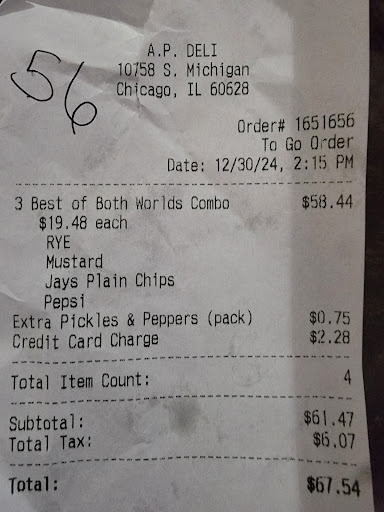 56
A.P. DELI
10758 S. Michigan
Chicago, IL 60628
Order# 1651656
To Go Order
Date: 12/30/24, 2:15 PM
3 Best of Both Worlds Combo $58.44
$19.48 each
RYE
Mustard
Jays Plain Chips
Pepsi
Extra Pickles & Peppers (pack) $0.75
Credit Card Charge $2.28
Total Item Count: 4
Subtotal: $61.47
Total Tax: $6.07
Total: $67.54